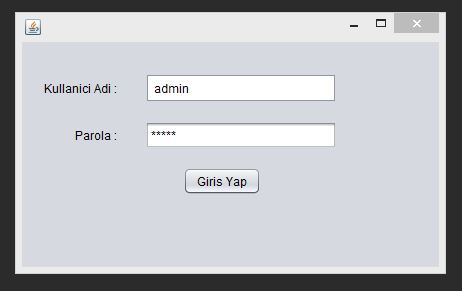 Kullanici Adi : admin
Parola : *****
Giris Yap